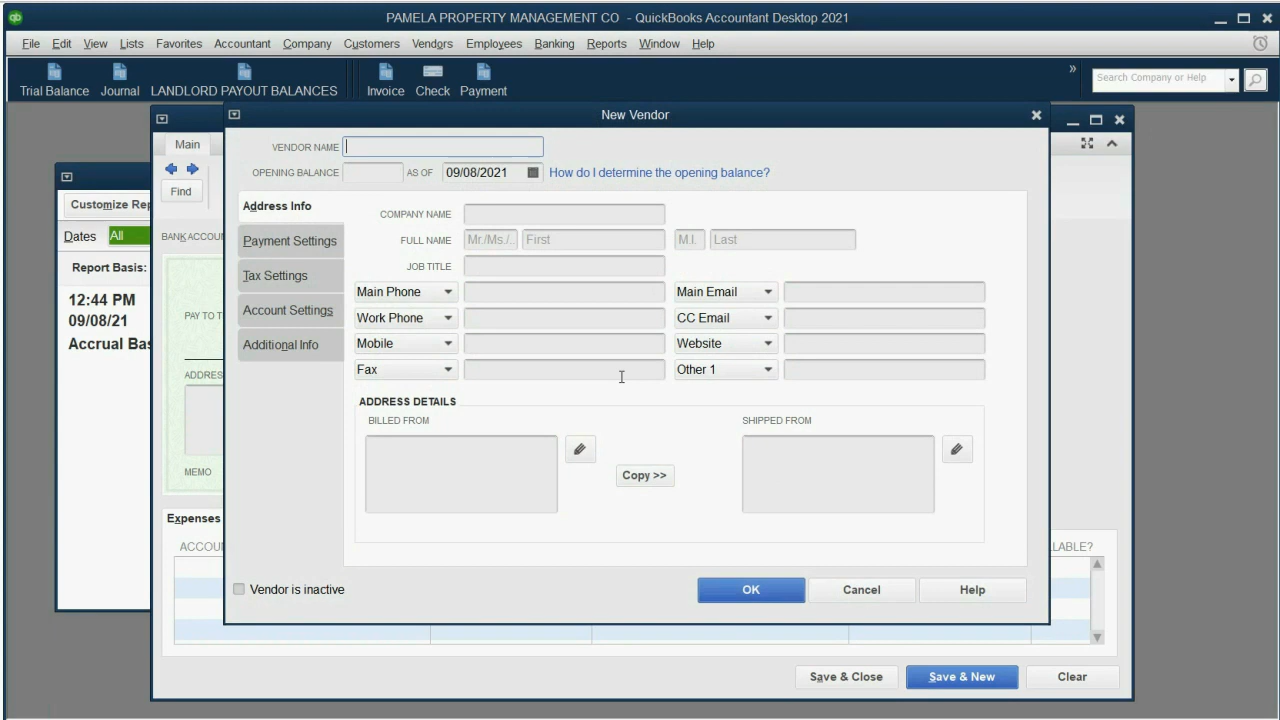 PAMELA PROPERTY MANAGEMENT CO - QuickBooks Accountant Desktop 2021
File Edit View Lists Favorites Accountant Company Customers Vendors Employees Banking Reports Window Help
Trial Balance Journal LANDLORD PAYOUT BALANCES Invoice Check Payment » Search Company or Help
New Vendor
Main
Find
Customize Rep
Dates All
BANK ACCOUN
Report Basis:
12:44 PM
09/08/21
Accrual Bas
PAY TO T
ADDRES
MEMO
Expenses
ACCOU
LABLE?
VENDOR NAME
OPENING BALANCE AS OF 09/08/2021 How do I determine the opening balance?
Address Info
Payment Settings
Tax Settings
Account Settings
Additional Info
COMPANY NAME
FULL NAME Mr./Ms./.. First M.I. Last
JOB TITLE
Main Phone Main Email
Work Phone CC Email
Mobile Website
Fax Other 1
ADDRESS DETAILS
BILLED FROM SHIPPED FROM
Copy >>
Vendor is inactive OK Cancel Help
Save & Close Save & New Clear